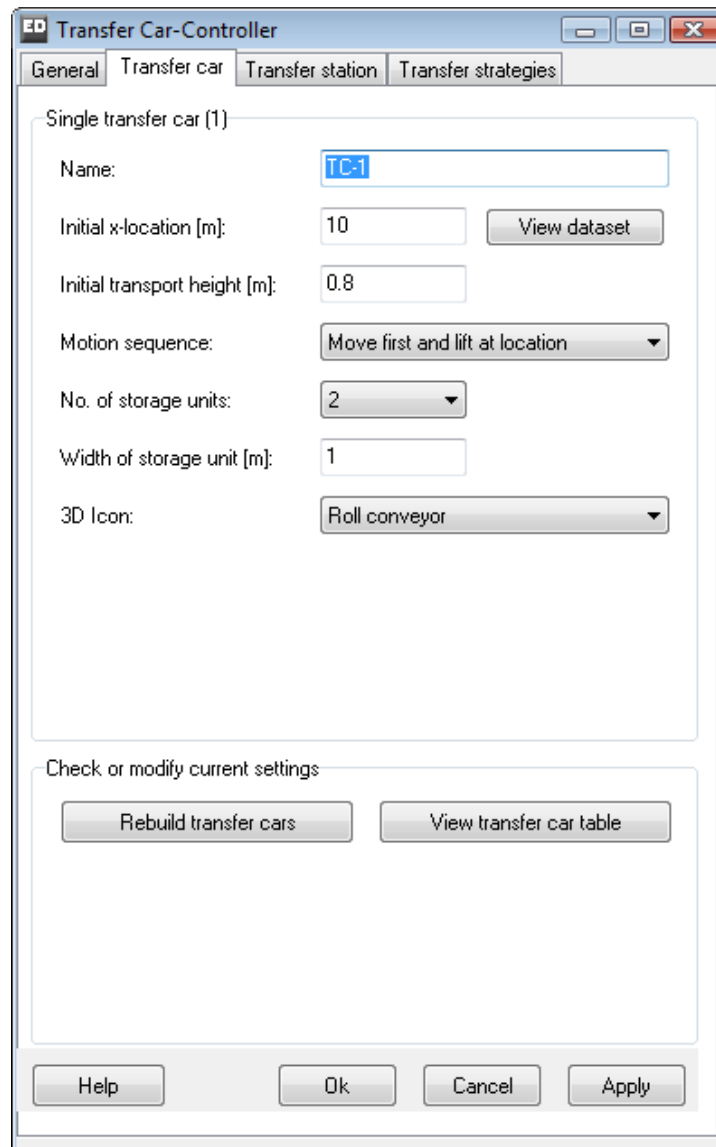 ED Transfer Car-Controller
General Transfer car Transfer station Transfer strategies
Single transfer car (1)
Name: TC-1
Initial x-location [m]: 10 View dataset
Initial transport height [m]: 0.8
Motion sequence: Move first and lift at location
No. of storage units: 2
Width of storage unit [m]: 1
3D Icon: Roll conveyor
Check or modify current settings
Rebuild transfer cars View transfer car table
Help Ok Cancel Apply